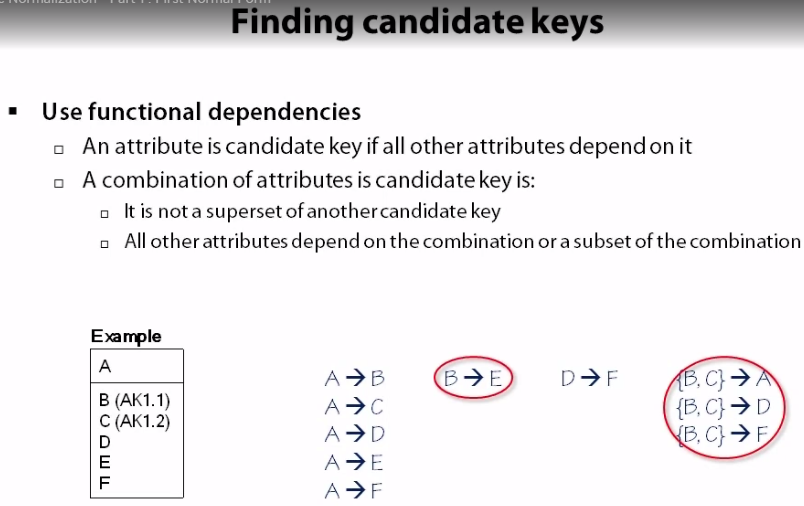 Finding candidate keys
▪ Use functional dependencies
□ An attribute is candidate key if all other attributes depend on it
□ A combination of attributes is candidate key is:
□ It is not a superset of another candidate key
□ All other attributes depend on the combination or a subset of the combination
Example
A
B (AK1.1)
C (AK1.2)
D
E
F
A → B
A → C
A → D
A → E
A → F
B → E
D → F
{B, C} → A
{B, C} → D
{B, C} → F